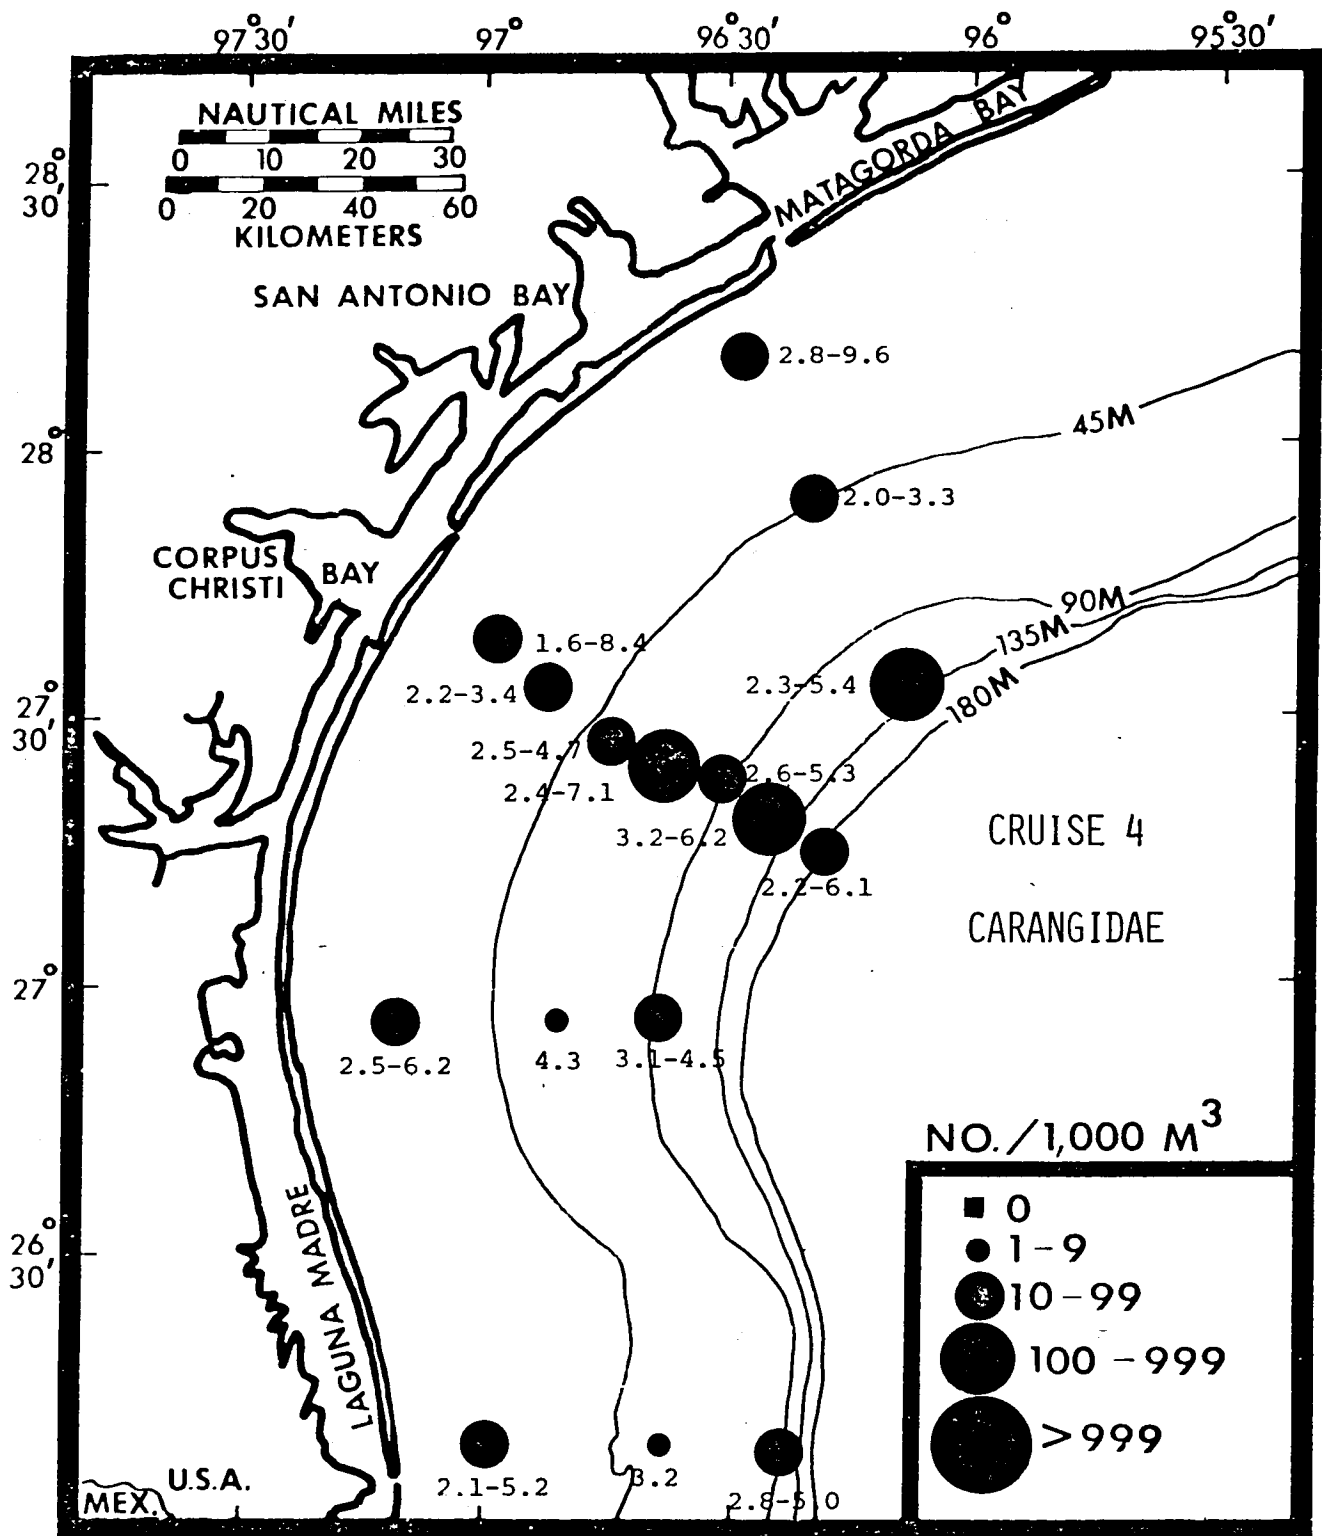 97°30'
97°
96°30'
96°
95°30'
NAUTICAL MILES
0 10 20 30
0 20 40 60
KILOMETERS
28°
30'
MATAGORDA BAY
SAN ANTONIO BAY
2.8-9.6
45M
28°
2.0-3.3
CORPUS
CHRISTI
BAY
90M
135M
180M
1.6-8.4
2.2-3.4
2.3-5.4
27°
30'
2.5-4.7
2.4-7.1
2.6-5.3
3.2-6.2
2.2-6.1
CRUISE 4
CARANGIDAE
27°
2.5-6.2
4.3
3.1-4.5
NO./1,000 M³
0
1-9
10-99
100-999
>999
26°
30'
LAGUNA MADRE
U.S.A.
MEX.
2.1-5.2
3.2
2.8-5.0